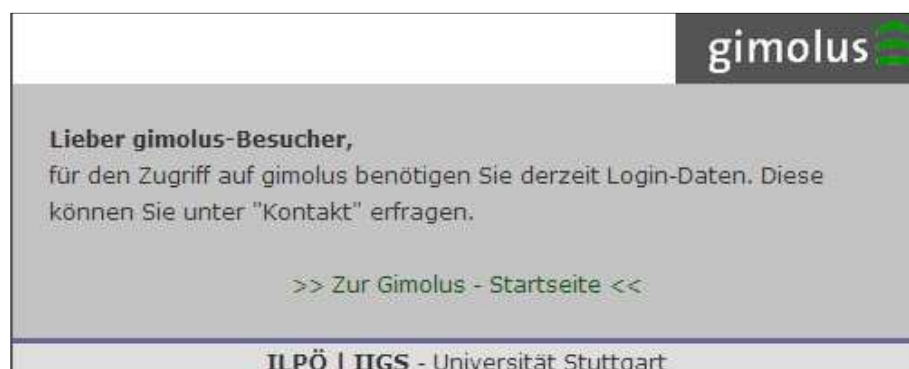 gimolus
Lieber gimolus-Besucher,
für den Zugriff auf gimolus benötigen Sie derzeit Login-Daten. Diese
können Sie unter "Kontakt" erfragen.
>> Zur Gimolus - Startseite <<
ILPÖ | IIGS - Universität Stuttgart